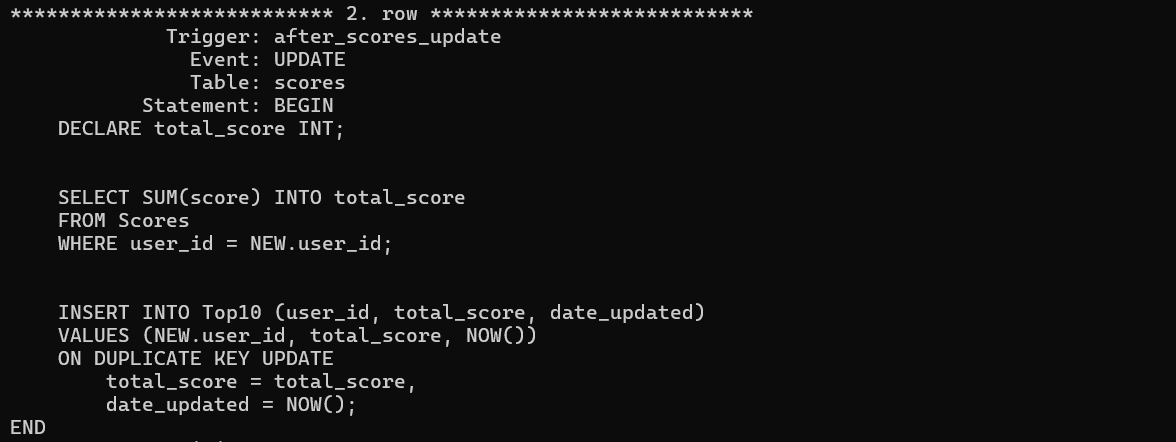 *************************** 2. row ***************************
             Trigger: after_scores_update
               Event: UPDATE
               Table: scores
           Statement: BEGIN
    DECLARE total_score INT;
    SELECT SUM(score) INTO total_score
    FROM Scores
    WHERE user_id = NEW.user_id;
    INSERT INTO Top10 (user_id, total_score, date_updated)
    VALUES (NEW.user_id, total_score, NOW())
    ON DUPLICATE KEY UPDATE
        total_score = total_score,
        date_updated = NOW();
END